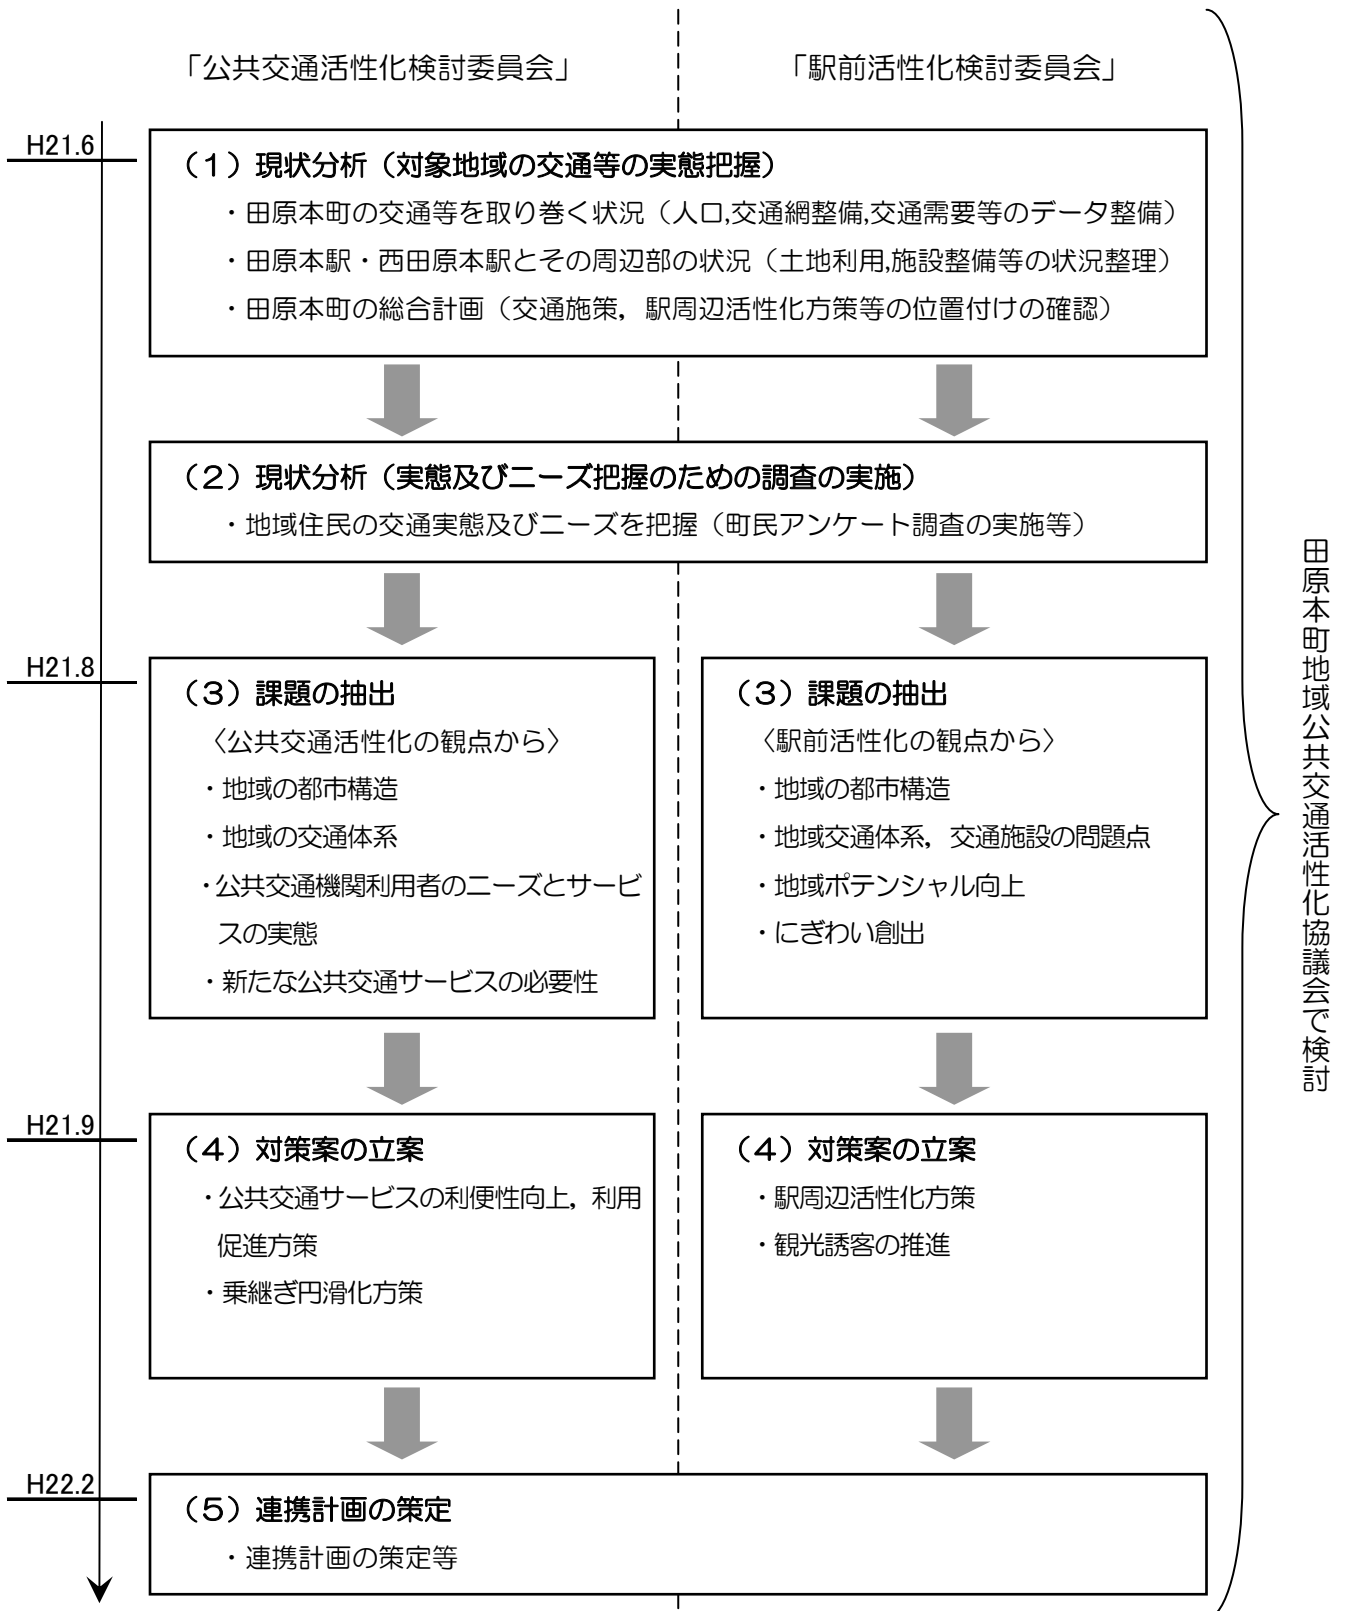 「公共交通活性化検討委員会」
「駅前活性化検討委員会」
H21.6
（１）現状分析（対象地域の交通等の実態把握）
・田原本町の交通等を取り巻く状況（人口,交通網整備,交通需要等のデータ整備）
・田原本駅・西田原本駅とその周辺部の状況（土地利用,施設整備等の状況整理）
・田原本町の総合計画（交通施策，駅周辺活性化方策等の位置付けの確認）
（２）現状分析（実態及びニーズ把握のための調査の実施）
・地域住民の交通実態及びニーズを把握（町民アンケート調査の実施等）
H21.8
（３）課題の抽出
〈公共交通活性化の観点から〉
・地域の都市構造
・地域の交通体系
・公共交通機関利用者のニーズとサービ
スの実態
・新たな公共交通サービスの必要性
（３）課題の抽出
〈駅前活性化の観点から〉
・地域の都市構造
・地域交通体系，交通施設の問題点
・地域ポテンシャル向上
・にぎわい創出
H21.9
（４）対策案の立案
・公共交通サービスの利便性向上，利用
促進方策
・乗継ぎ円滑化方策
（４）対策案の立案
・駅周辺活性化方策
・観光誘客の推進
H22.2
（５）連携計画の策定
・連携計画の策定等
田原本町地域公共交通活性化協議会で検討